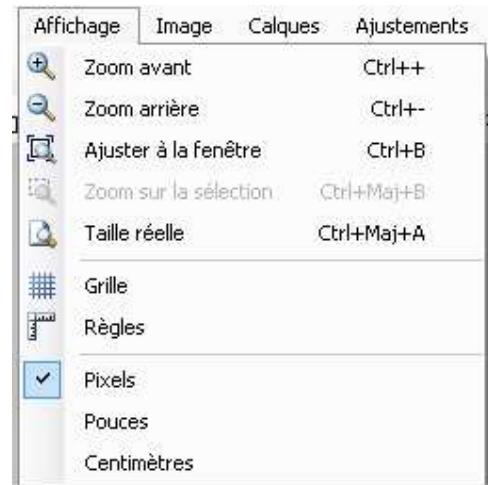 Affichage Image Calques Ajustements
Zoom avant Ctrl++
Zoom arrière Ctrl+-
Ajuster à la fenêtre Ctrl+B
Zoom sur la sélection Ctrl+Maj+B
Taille réelle Ctrl+Maj+A
Grille
Règles
Pixels
Pouces
Centimètres